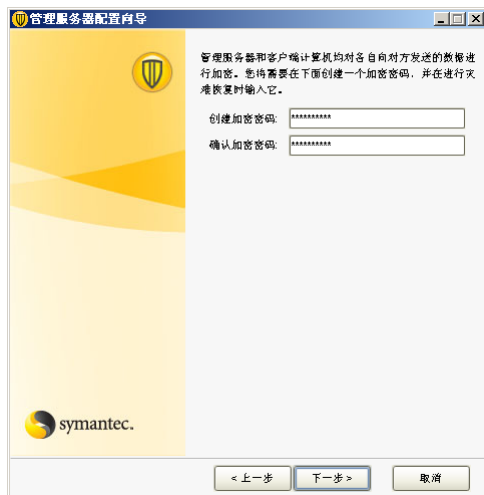 管理服务器配置向导
管理服务器和客户端计算机均对各自向对方发送的数据进
行加密。您将需要在下面创建一个加密密码，并在进行灾
难恢复时输入它。
创建加密密码: **********
确认加密密码: **********
symantec.
< 上一步 下一步 > 取消